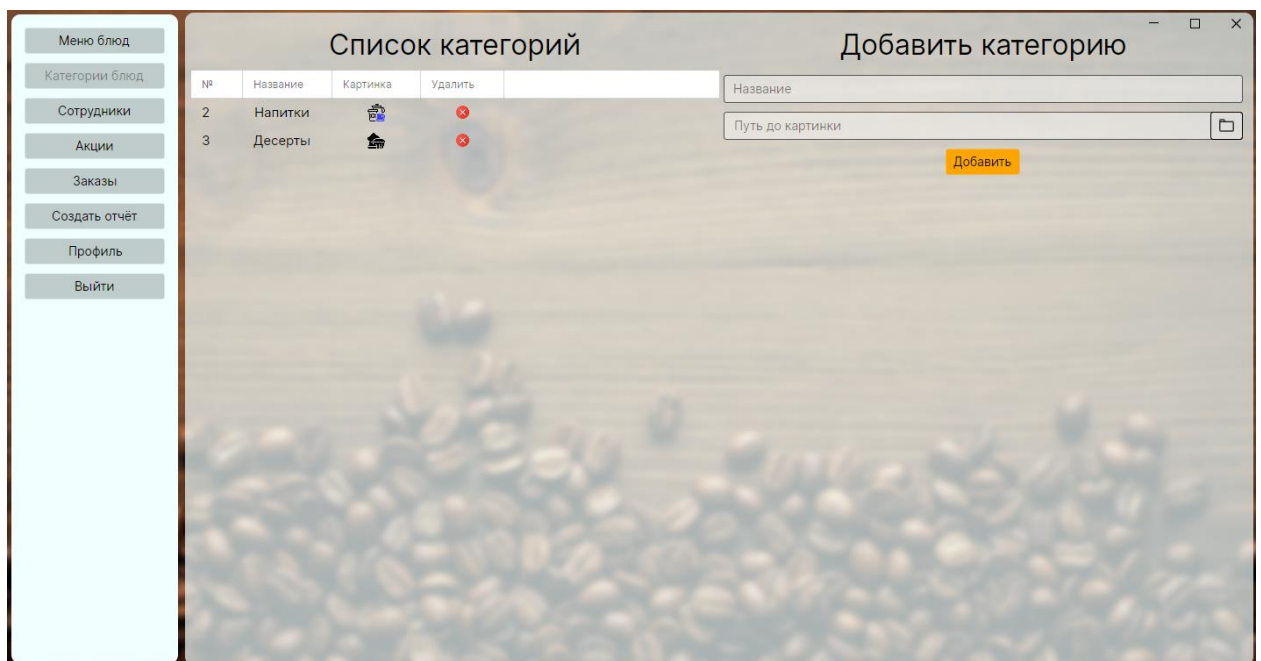 Меню блюд
Категории блюд
Сотрудники
Акции
Заказы
Создать отчёт
Профиль
Выйти
Список категорий
№ Название Картинка Удалить
2 Напитки
3 Десерты
Добавить категорию
Название
Путь до картинки
Добавить